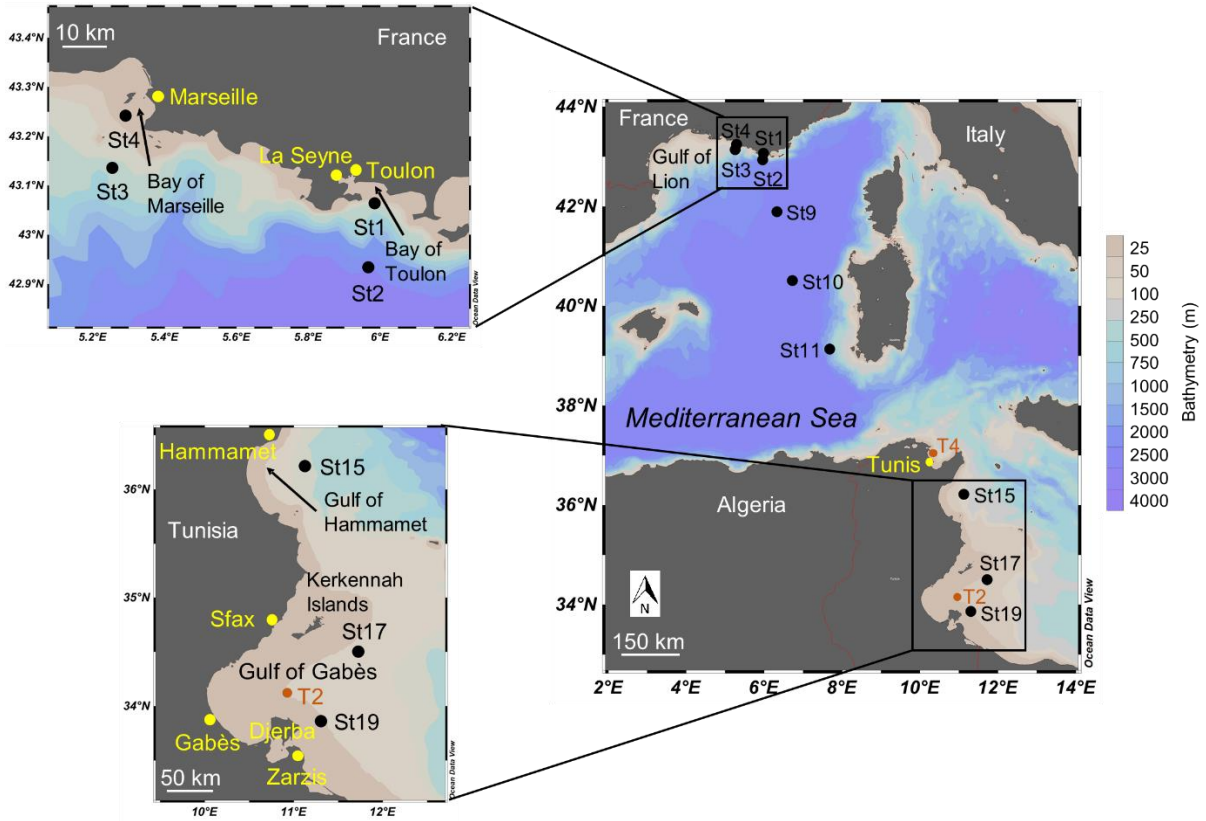 43.4°N
10 km
France
43.3°N
Marseille
43.2°N
St4
La Seyne
Toulon
43.1°N
St3
Bay of
Marseille
St1
43°N
Bay of
Toulon
St2
42.9°N
Ocean Data View
5.2°E
5.4°E
5.6°E
5.8°E
6°E
6.2°E
44°N
France
St4
St1
Italy
Gulf of
Lion
St3
St2
42°N
St9
St10
40°N
St11
38°N
Mediterranean Sea
T4
Tunis
36°N
Algeria
St15
St17
T2
34°N
St19
N
150 km
Ocean Data View
2°E
4°E
6°E
8°E
10°E
12°E
14°E
25
50
100
250
500
750
1000
1500
2000
3000
4000
Bathymetry (m)
Hammamet
St15
36°N
Gulf of
Hammamet
Tunisia
Kerkennah
Islands
35°N
Sfax
St17
Gulf of Gabès
T2
34°N
St19
Gabès
Djerba
Zarzis
50 km
Ocean Data View
10°E
11°E
12°E